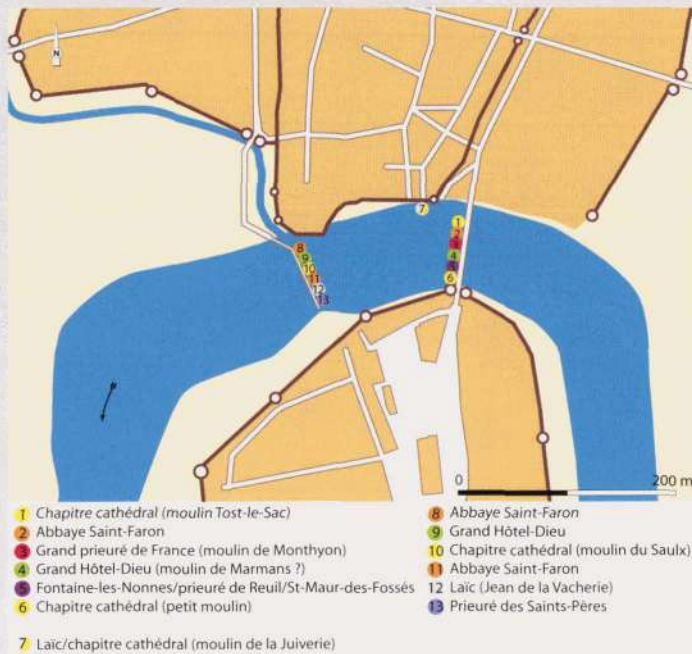 N
7
1
2
3
4
5
6
8
9
10
11
12
13
0 200 m
1 Chapitre cathédral (moulin Tost-le-Sac)
2 Abbaye Saint-Faron
3 Grand prieuré de France (moulin de Monthyon)
4 Grand Hôtel-Dieu (moulin de Marmans ?)
5 Fontaine-les-Nonnes/prieuré de Reuil/St-Maur-des-Fossés
6 Chapitre cathédral (petit moulin)
7 Laïc/chapitre cathédral (moulin de la Juiverie)
8 Abbaye Saint-Faron
9 Grand Hôtel-Dieu
10 Chapitre cathédral (moulin du Saulx)
11 Abbaye Saint-Faron
12 Laïc (Jean de la Vacherie)
13 Prieuré des Saints-Pères